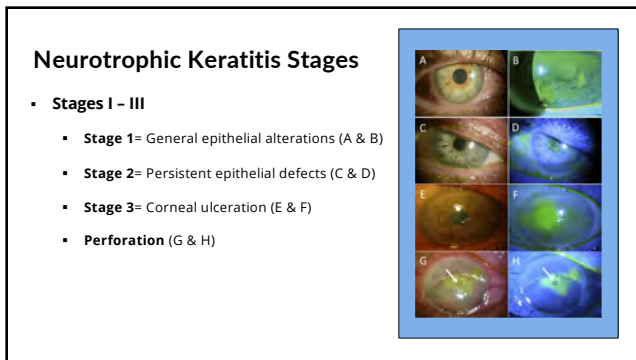 Neurotrophic Keratitis Stages
▪ Stages I – III
▪ Stage 1= General epithelial alterations (A & B)
▪ Stage 2= Persistent epithelial defects (C & D)
▪ Stage 3= Corneal ulceration (E & F)
▪ Perforation (G & H)
A B
C D
E F
G H